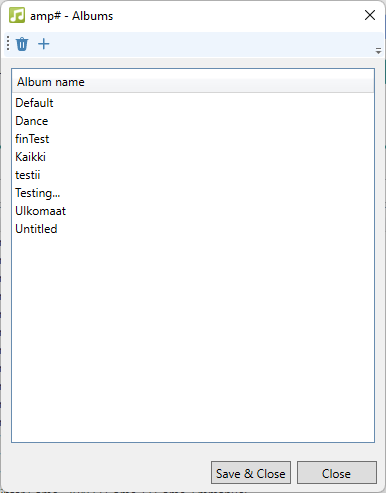 amp# - Albums
Album name
Default
Dance
finTest
Kaikki
testii
Testing...
Ulkomaat
Untitled
Save & Close
Close